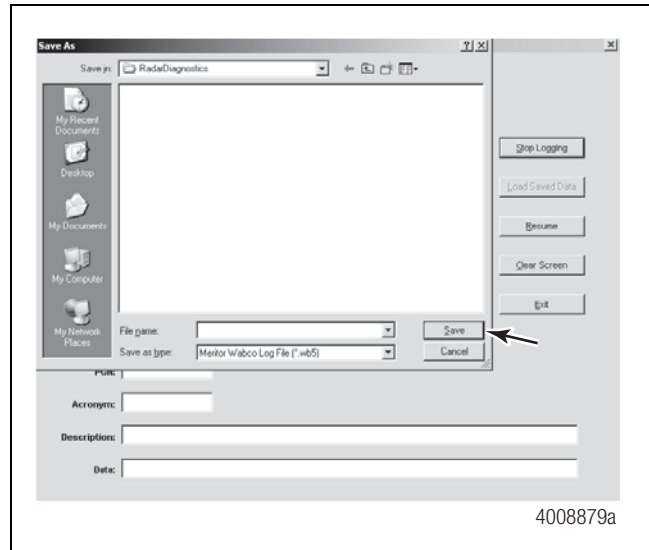 Save As
Save in: RadarDiagnostics
My Recent
Documents
Desktop
My Documents
My Computer
My Network
Places
File name:
Save
Save as type: Meritor Wabco Log File (*.wb5)
Cancel
Stop Logging
Load Saved Data
Resume
Clear Screen
Exit
PGN:
Acronym:
Description:
Data:
4008879a